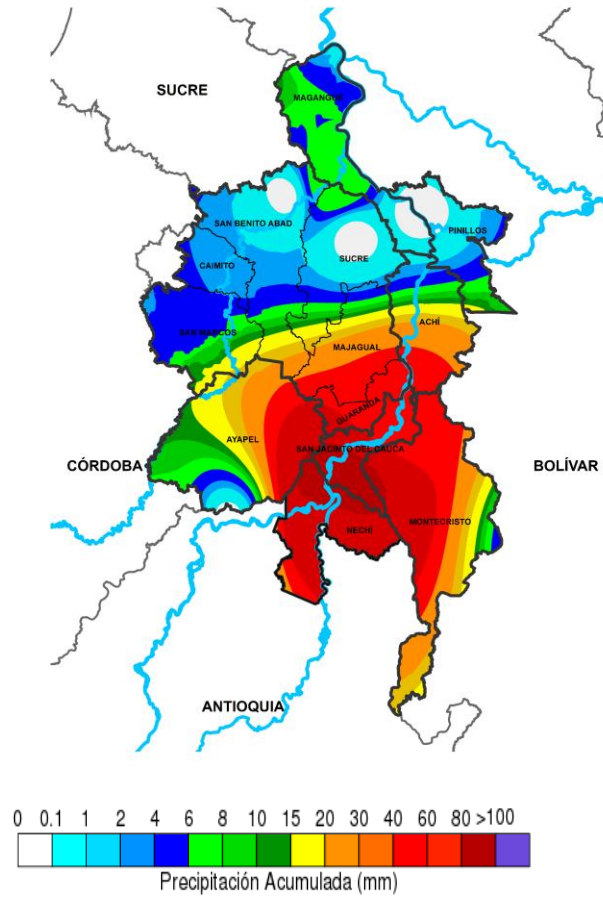 SUCRE
MAGANGUÉ
SAN BENITO ABAD
PINILLOS
CAIMITO
SUCRE
SAN MARCOS
ACHÍ
MAJAGUAL
GUARANDA
AYAPEL
SAN JACINTO DEL CAUCA
CÓRDOBA
BOLÍVAR
MONTECRISTO
NECHÍ
ANTIOQUIA
0 0.1 1 2 4 6 8 10 15 20 30 40 60 80 >100
Precipitación Acumulada (mm)